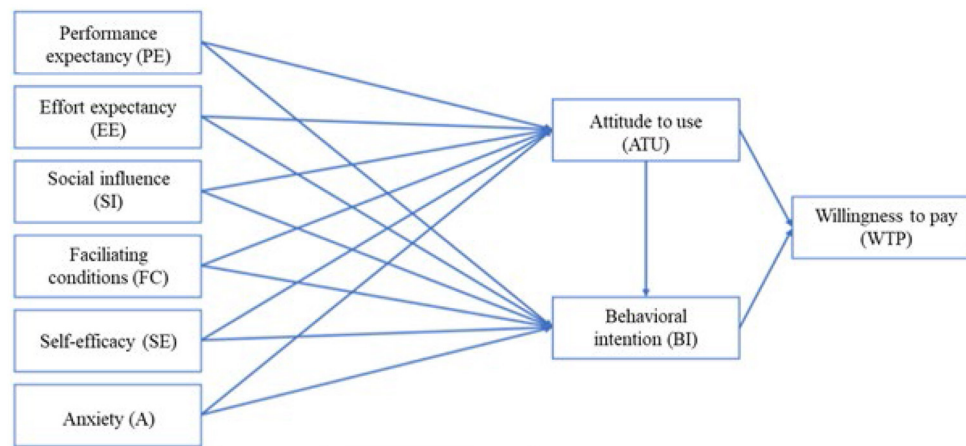 Performance
expectancy (PE)
Effort expectancy
(EE)
Social influence
(SI)
Faciliating
conditions (FC)
Self-efficacy (SE)
Anxiety (A)
Attitude to use
(ATU)
Behavioral
intention (BI)
Willingness to pay
(WTP)